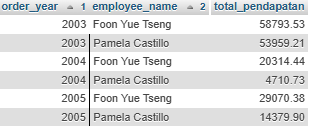 order_year 1 employee_name 2 total_pendapatan
2003 Foon Yue Tseng 58793.53
2003 Pamela Castillo 53959.21
2004 Foon Yue Tseng 20314.44
2004 Pamela Castillo 4710.73
2005 Foon Yue Tseng 29070.38
2005 Pamela Castillo 14379.90